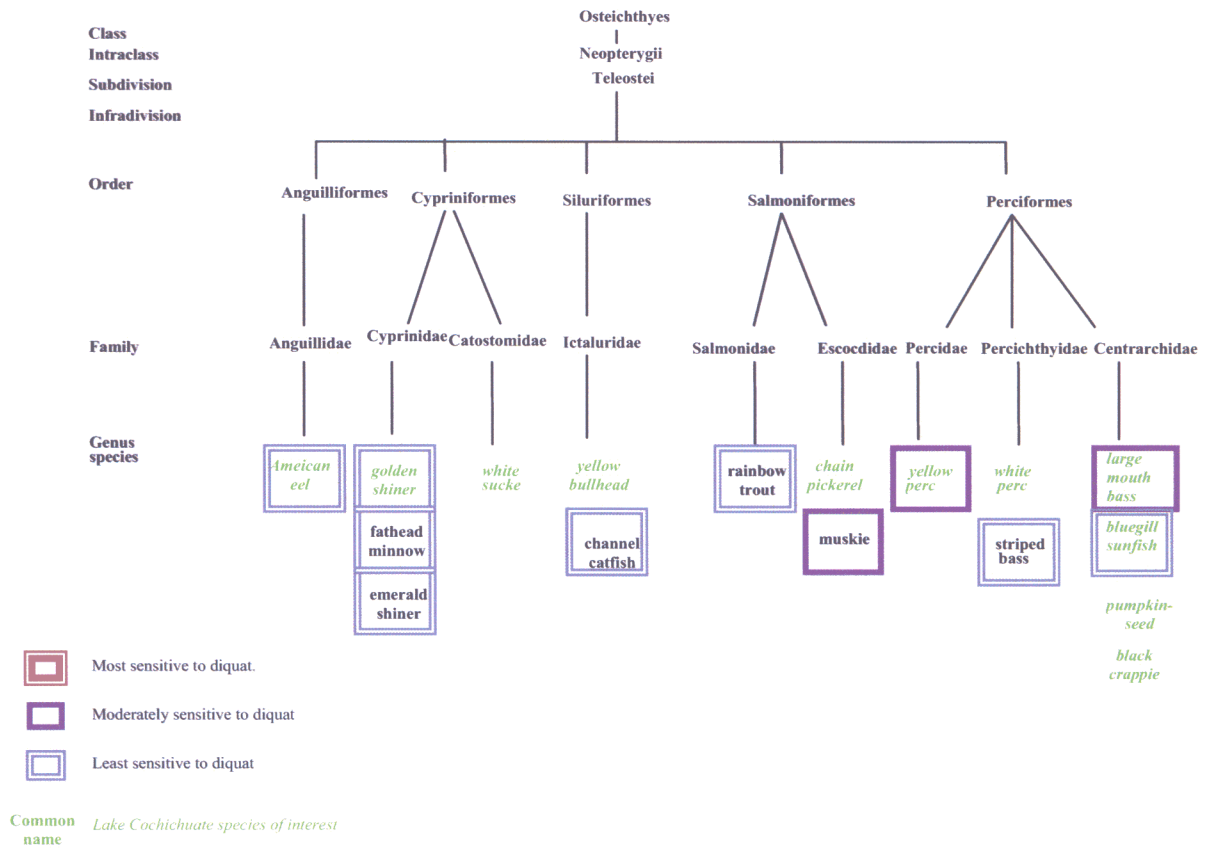 Class
Intraclass
Subdivision
Infradivision
Osteichthyes
Neopterygii
Teleostei
Order
Anguilliformes
Cypriniformes
Siluriformes
Salmoniformes
Perciformes
Family
Anguillidae
Cyprinidae
Catostomidae
Ictaluridae
Salmonidae
Escocdidae
Percidae
Percichthyidae
Centrarchidae
Genus
species
Ameican
eel
golden
shiner
fathead
minnow
emerald
shiner
white
sucke
yellow
bullhead
channel
catfish
rainbow
trout
chain
pickerel
muskie
yellow
perc
white
perc
striped
bass
large
mouth
bass
bluegill
sunfish
pumpkin-
seed
black
crappie
Most sensitive to diquat.
Moderately sensitive to diquat
Least sensitive to diquat
Common
name
Lake Cochichuate species of interest